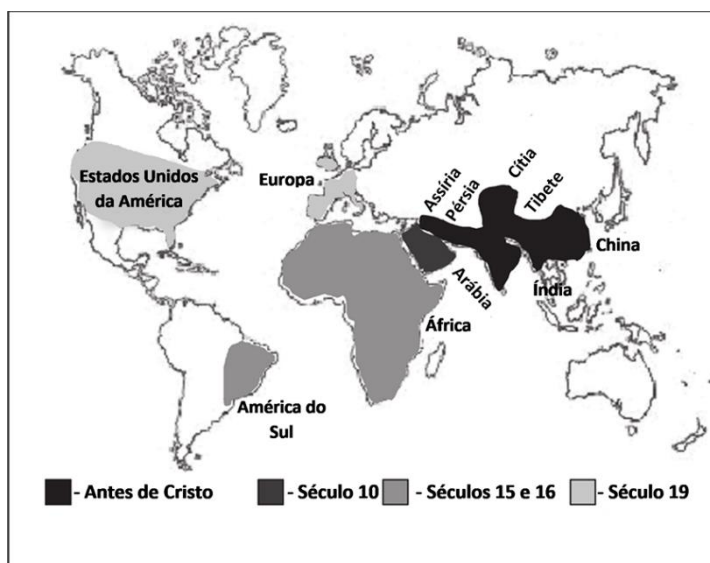 Estados Unidos
da América
Europa
Assíria
Pérsia
Cítia
Tibete
China
Índia
Arábia
África
América do
Sul
- Antes de Cristo
- Século 10
- Séculos 15 e 16
- Século 19